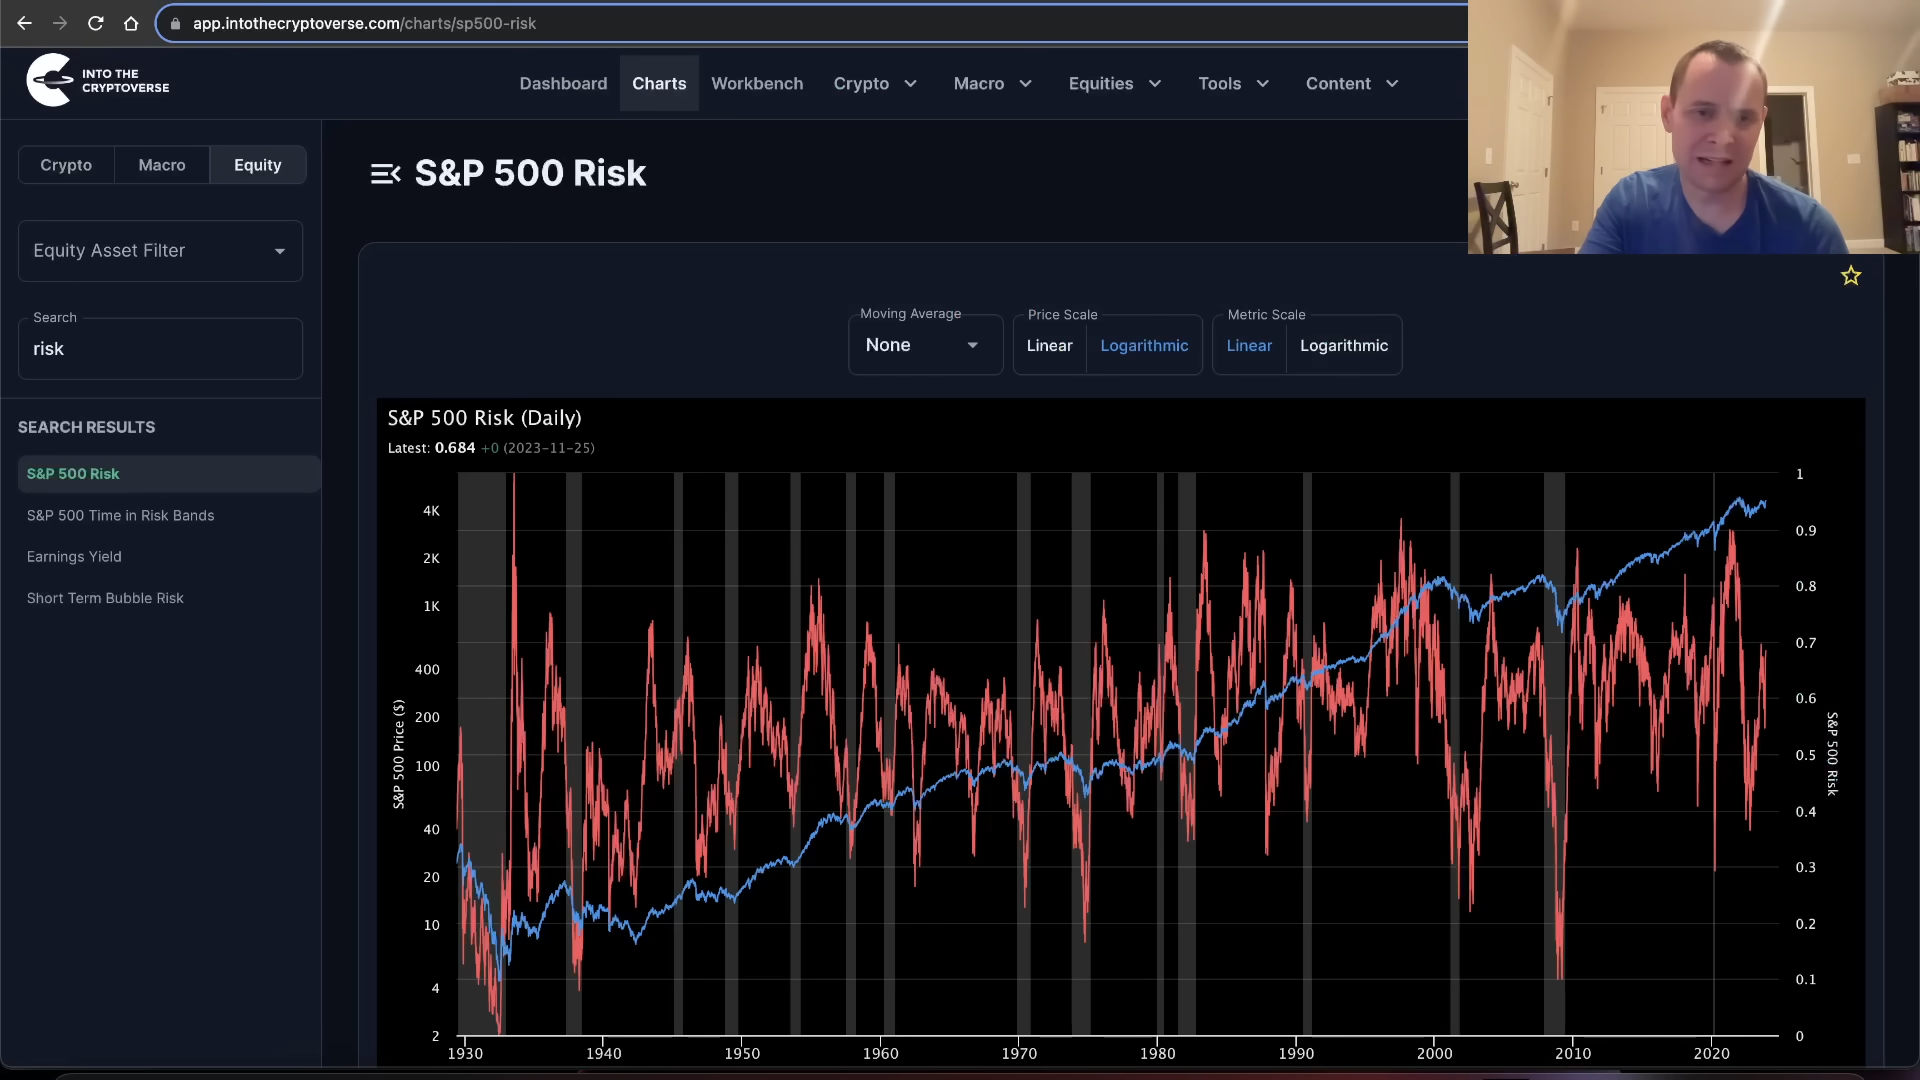 app.intothecryptoverse.com/charts/sp500-risk
INTO THE
CRYPTOVERSE
Dashboard Charts Workbench Crypto Macro Equities Tools Content
Crypto Macro Equity
S&P 500 Risk
Equity Asset Filter
Search
risk
SEARCH RESULTS
S&P 500 Risk
S&P 500 Time in Risk Bands
Earnings Yield
Short Term Bubble Risk
Moving Average
None
Price Scale
Linear Logarithmic
Metric Scale
Linear Logarithmic
S&P 500 Risk (Daily)
Latest: 0.684 +0 (2023-11-25)
S&P 500 Price ($)
4K
2K
1K
400
200
100
40
20
10
4
2
1
0.9
0.8
0.7
0.6
0.5
0.4
0.3
0.2
0.1
0
S&P 500 Risk
1930 1940 1950 1960 1970 1980 1990 2000 2010 2020